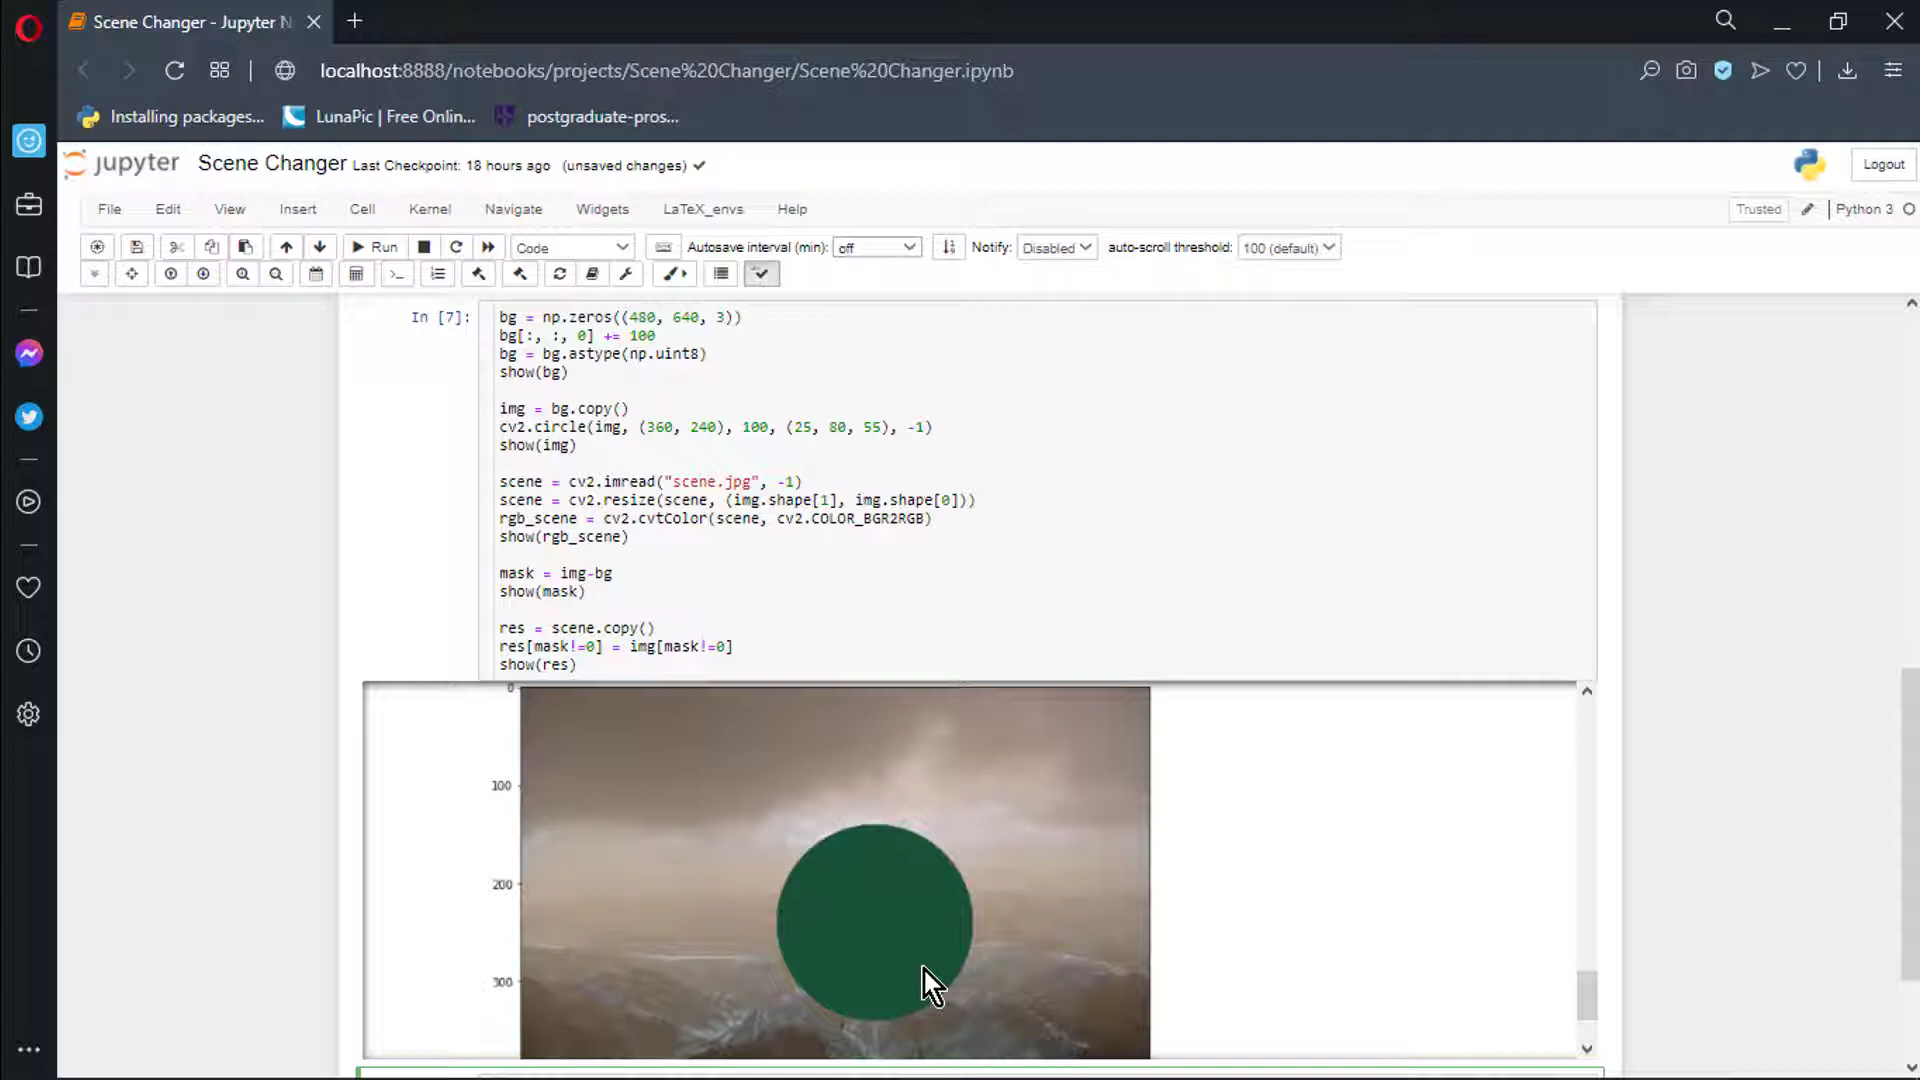 Scene Changer - Jupyter N
localhost:8888/notebooks/projects/Scene%20Changer/Scene%20Changer.ipynb
Installing packages... LunaPic | Free Onlin... postgraduate-pros...
jupyter Scene Changer Last Checkpoint: 18 hours ago (unsaved changes) Logout
File Edit View Insert Cell Kernel Navigate Widgets LaTeX_envs Help Trusted Python 3
Run Code Autosave interval (min): off Notify: Disabled auto-scroll threshold: 100 (default)
In [7]: bg = np.zeros((480, 640, 3))
bg[:, :, 0] += 100
bg = bg.astype(np.uint8)
show(bg)
img = bg.copy()
cv2.circle(img, (360, 240), 100, (25, 80, 55), -1)
show(img)
scene = cv2.imread("scene.jpg", -1)
scene = cv2.resize(scene, (img.shape[1], img.shape[0]))
rgb_scene = cv2.cvtColor(scene, cv2.COLOR_BGR2RGB)
show(rgb_scene)
mask = img-bg
show(mask)
res = scene.copy()
res[mask!=0] = img[mask!=0]
show(res)
0
100
200
300